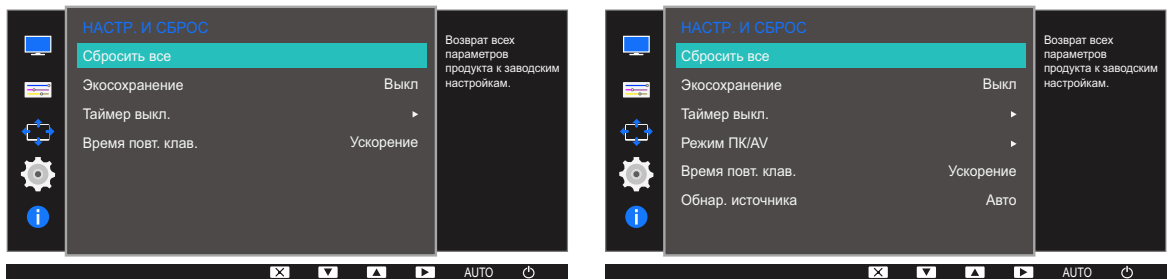 НАСТР. И СБРОС
Сбросить все
Экосохранение Выкл
Таймер выкл.
Время повт. клав. Ускорение
Возврат всех
параметров
продукта к заводским
настройкам.
AUTO
НАСТР. И СБРОС
Сбросить все
Экосохранение Выкл
Таймер выкл.
Режим ПК/AV
Время повт. клав. Ускорение
Обнар. источника Авто
Возврат всех
параметров
продукта к заводским
настройкам.
AUTO